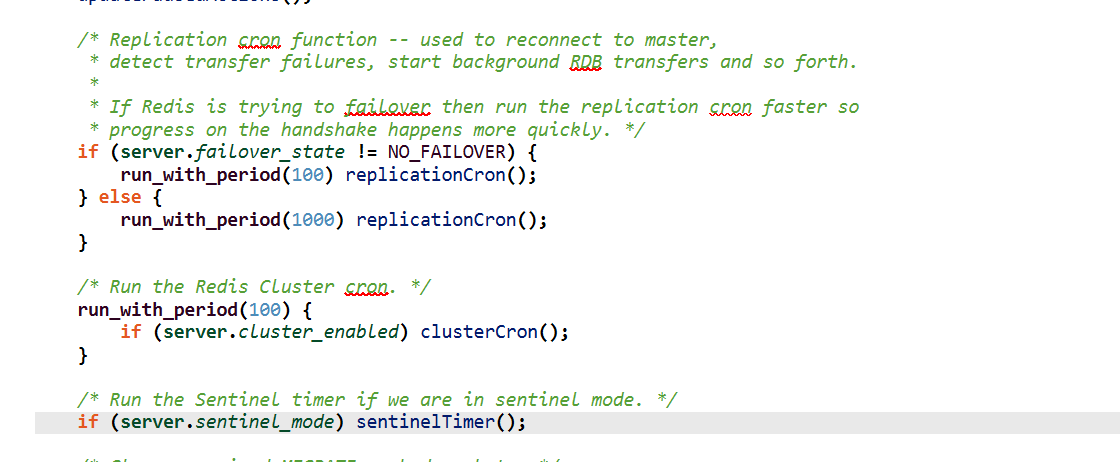 /* Replication cron function -- used to reconnect to master,
 * detect transfer failures, start background RDB transfers and so forth.
 *
 * If Redis is trying to failover then run the replication cron faster so
 * progress on the handshake happens more quickly. */
if (server.failover_state != NO_FAILOVER) {
    run_with_period(100) replicationCron();
} else {
    run_with_period(1000) replicationCron();
}
/* Run the Redis Cluster cron. */
run_with_period(100) {
    if (server.cluster_enabled) clusterCron();
}
/* Run the Sentinel timer if we are in sentinel mode. */
if (server.sentinel_mode) sentinelTimer();